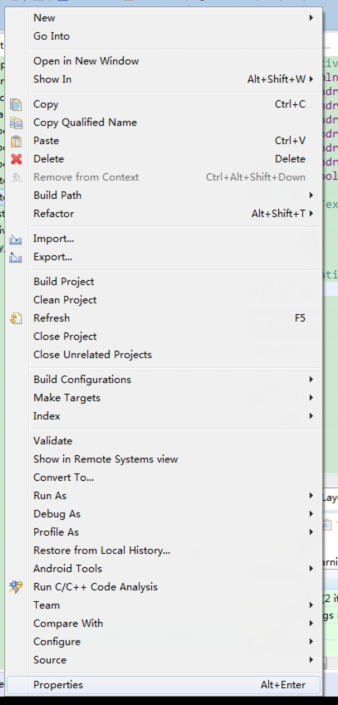 New
Go Into
Open in New Window
Show In Alt+Shift+W
Copy Ctrl+C
Copy Qualified Name
Paste Ctrl+V
Delete Delete
Remove from Context Ctrl+Alt+Shift+Down
Build Path
Refactor Alt+Shift+T
Import...
Export...
Build Project
Clean Project
Refresh F5
Close Project
Close Unrelated Projects
Build Configurations
Make Targets
Index
Validate
Show in Remote Systems view
Convert To...
Run As
Debug As
Profile As
Restore from Local History...
Android Tools
Run C/C++ Code Analysis
Team
Compare With
Configure
Source
Properties Alt+Enter